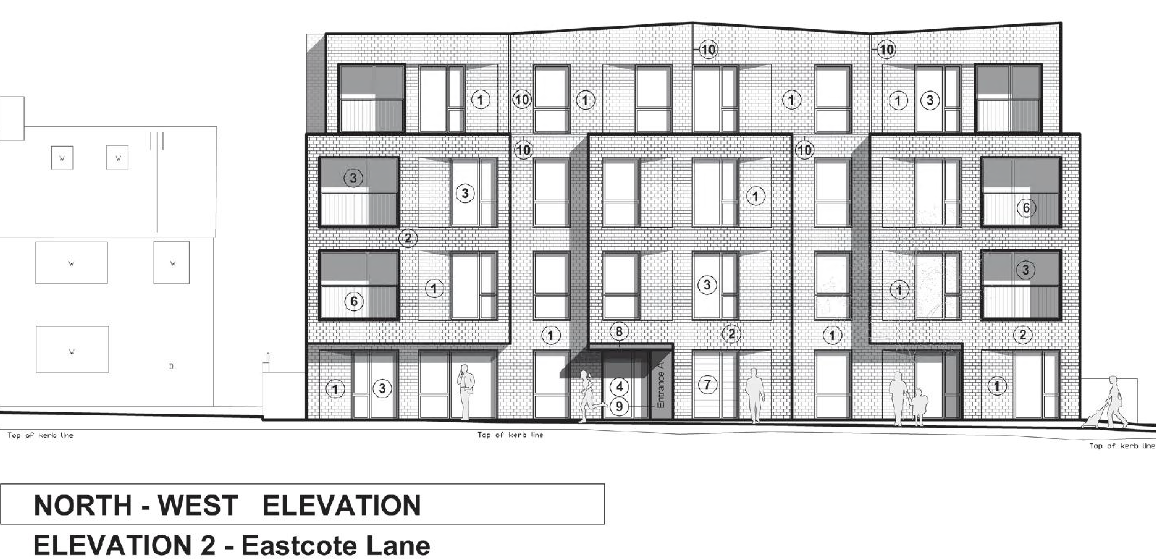 10 10
1 10 1 1 1 3
10 10
W W
3 3 1 6
2
W W 1 3 3 1
6
1 8 2 1 2
W D
1 3 4 7 1
9
Entrance A
Top of kerb line Top of kerb line
Top of kerb line
NORTH - WEST ELEVATION
ELEVATION 2 - Eastcote Lane